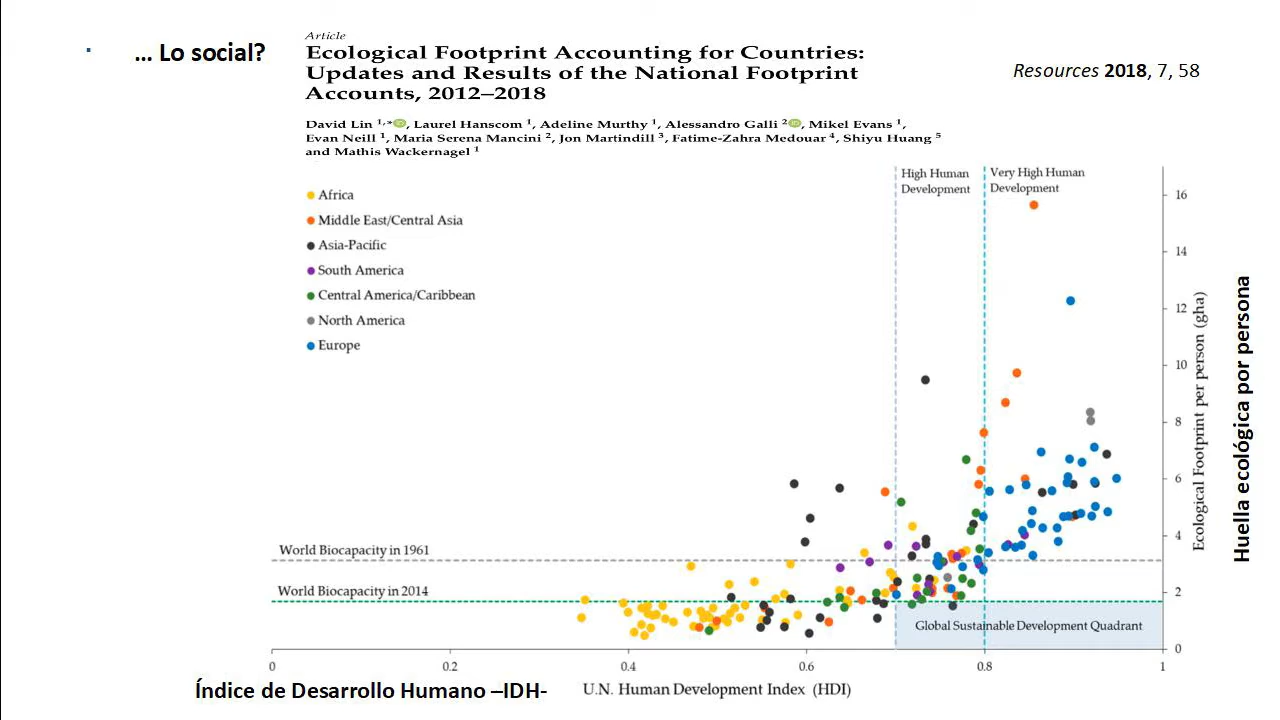 ... Lo social?
Article
Ecological Footprint Accounting for Countries:
Updates and Results of the National Footprint
Accounts, 2012–2018
Resources 2018, 7, 58
David Lin 1,*, Laurel Hanscom 1, Adeline Murthy 1, Alessandro Galli 2, Mikel Evans 1,
Evan Neill 1, Maria Serena Mancini 2, Jon Martindill 3, Fatime-Zahra Medouar 4, Shiyu Huang 5
and Mathis Wackernagel 1
High Human
Development
Very High Human
Development
Africa
Middle East/Central Asia
Asia-Pacific
South America
Central America/Caribbean
North America
Europe
16
14
12
10
8
6
4
2
0
Ecological Footprint per person (gha)
Huella ecológica por persona
World Biocapacity in 1961
World Biocapacity in 2014
Global Sustainable Development Quadrant
0
0.2
0.4
0.6
0.8
1
Índice de Desarrollo Humano –IDH-
U.N. Human Development Index (HDI)